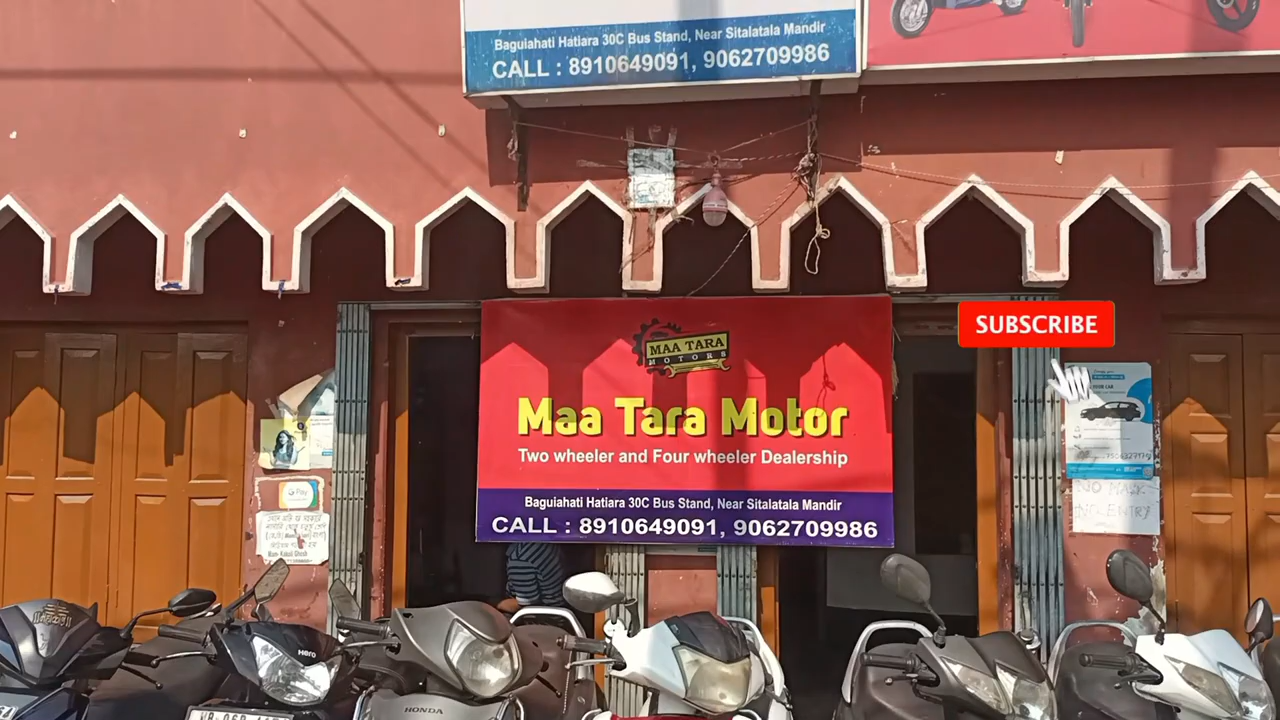 Baguiahati Hatiara 30C Bus Stand, Near Sitalatala Mandir
CALL : 8910649091, 9062709986
SUBSCRIBE
MAA TARA
MOTORS
Maa Tara Motor
Two wheeler and Four wheeler Dealership
Baguiahati Hatiara 30C Bus Stand, Near Sitalatala Mandir
CALL : 8910649091, 9062709986
G Pay
NO MASK
NO ENTRY
Hero
HONDA